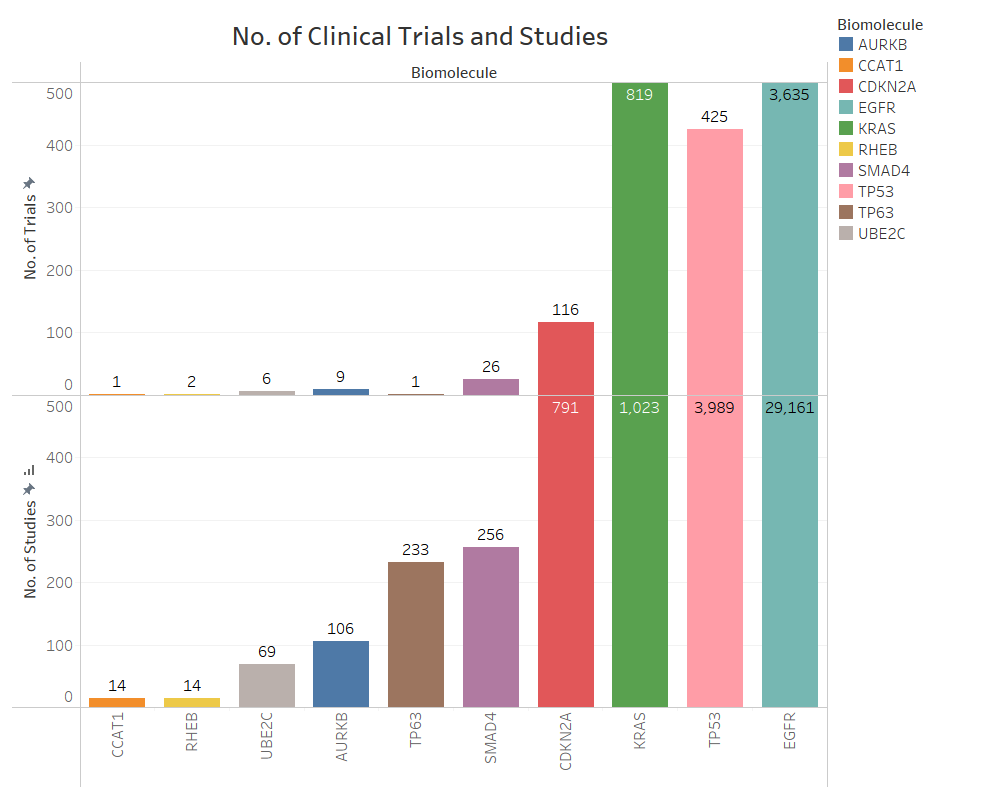 No. of Clinical Trials and Studies
Biomolecule
500
400
300
200
100
0
No. of Trials
1
2
6
9
1
26
116
819
425
3,635
500
400
300
200
100
0
No. of Studies
14
14
69
106
233
256
791
1,023
3,989
29,161
CCAT1
RHEB
UBE2C
AURKB
TP63
SMAD4
CDKN2A
KRAS
TP53
EGFR
Biomolecule
AURKB
CCAT1
CDKN2A
EGFR
KRAS
RHEB
SMAD4
TP53
TP63
UBE2C